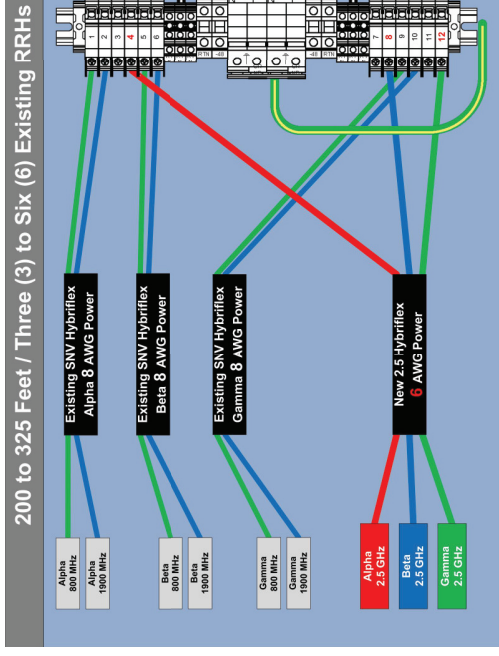 200 to 325 Feet / Three (3) to Six (6) Existing RRHs
1
2
3
4
5
6
RTN
-48
-48
RTN
7
8
9
10
11
12
Existing SNV Hybriflex
Alpha 8 AWG Power
Existing SNV Hybriflex
Beta 8 AWG Power
Existing SNV Hybriflex
Gamma 8 AWG Power
New 2.5 Hybriflex
6 AWG Power
Alpha
800 MHz
Alpha
1900 MHz
Beta
800 MHz
Beta
1900 MHz
Gamma
800 MHz
Gamma
1900 MHz
Alpha
2.5 GHz
Beta
2.5 GHz
Gamma
2.5 GHz